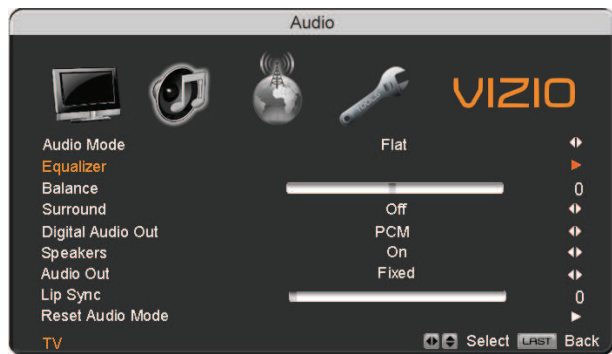 Audio
VIZIO
Audio Mode Flat
Equalizer
Balance 0
Surround Off
Digital Audio Out PCM
Speakers On
Audio Out Fixed
Lip Sync 0
Reset Audio Mode
TV Select LAST Back